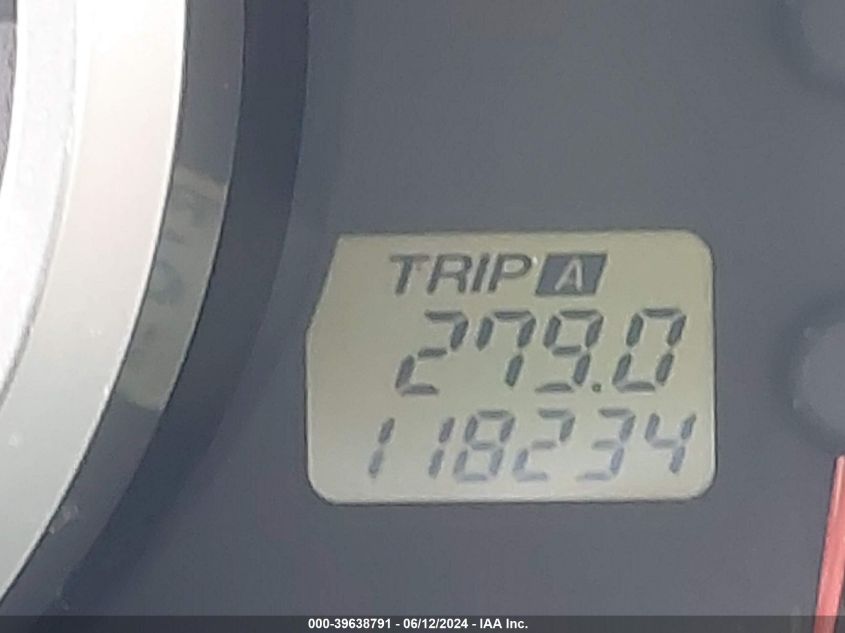 TRIP A
279.0
118234
000-39638791 - 06/12/2024 - IAA Inc.